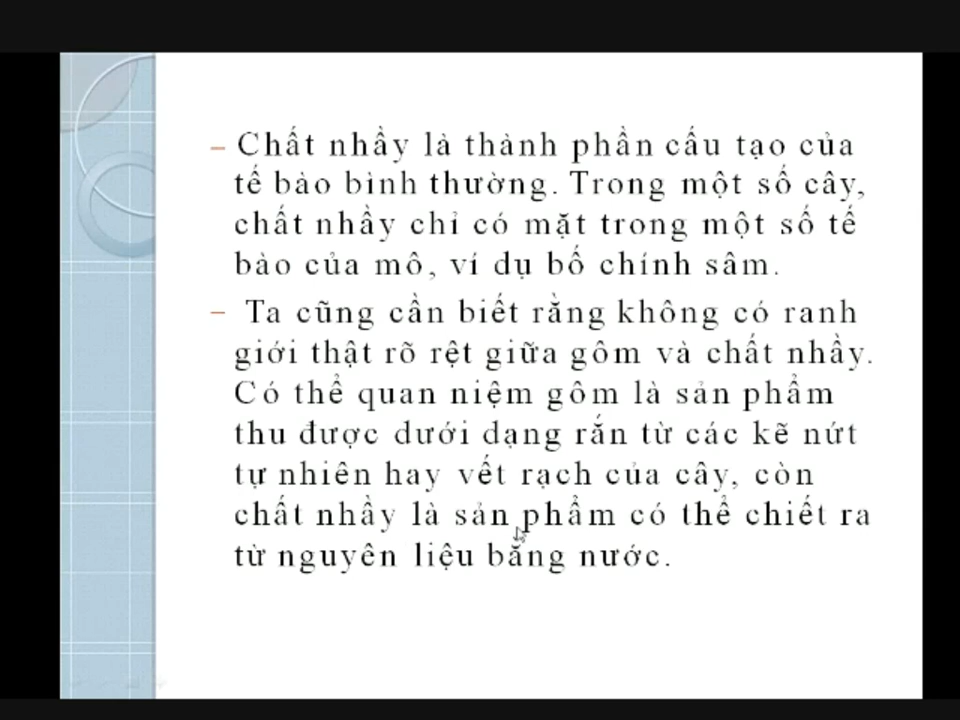 – Chất nhầy là thành phần cấu tạo của
tế bào bình thường. Trong một số cây,
chất nhầy chỉ có mặt trong một số tế
bào của mô, ví dụ bố chính sâm.
– Ta cũng cần biết rằng không có ranh
giới thật rõ rệt giữa gôm và chất nhầy.
Có thể quan niệm gôm là sản phẩm
thu được dưới dạng rắn từ các kẽ nứt
tự nhiên hay vết rạch của cây, còn
chất nhầy là sản phẩm có thể chiết ra
từ nguyên liệu bằng nước.